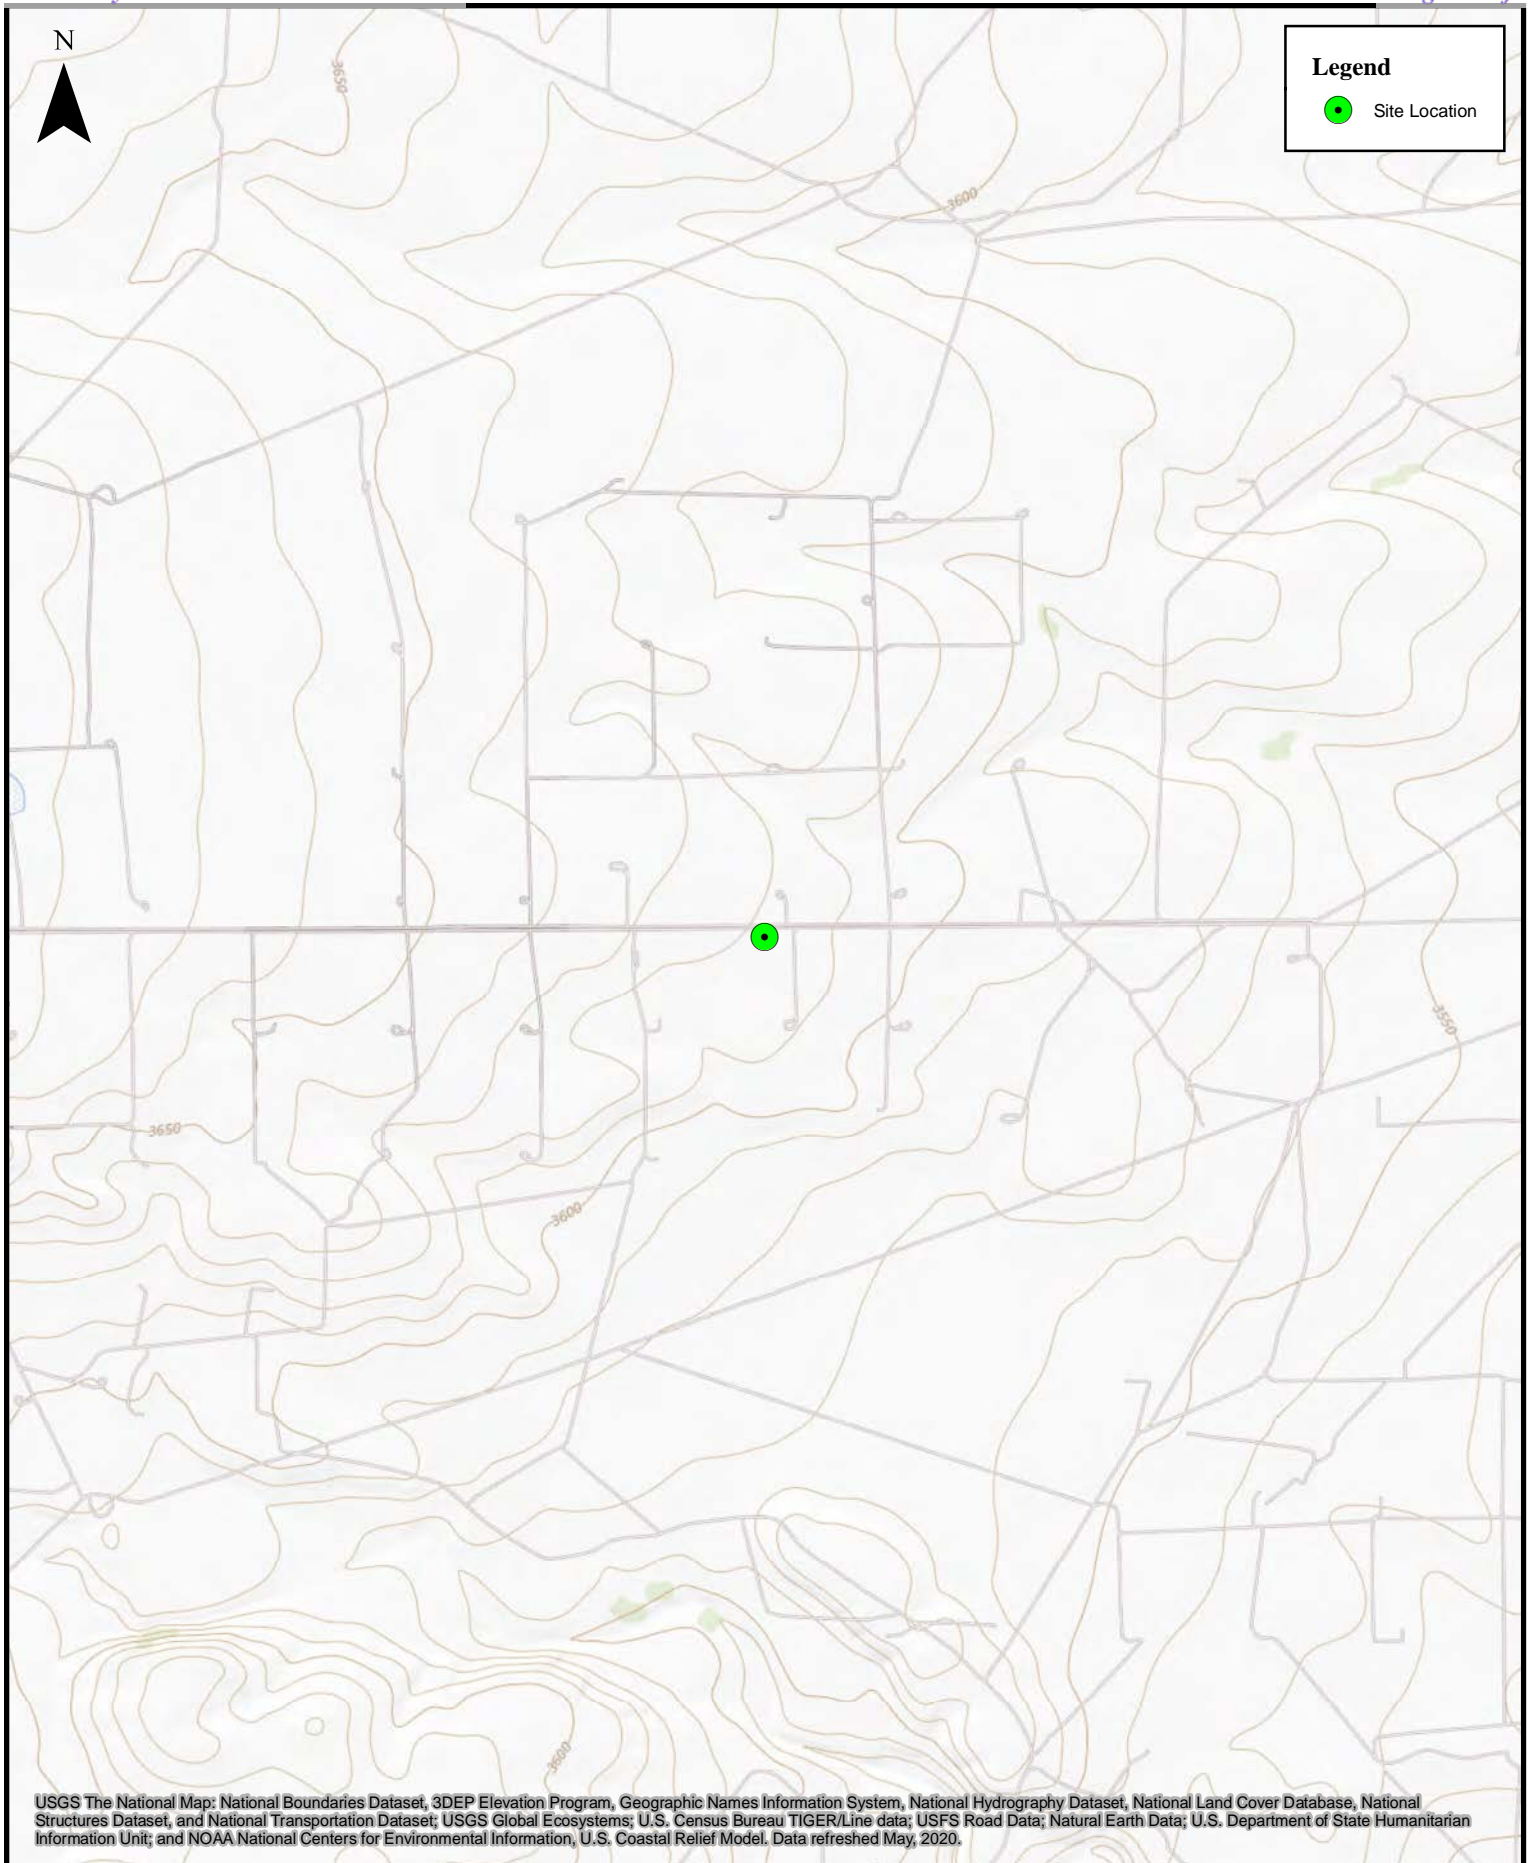 N
Legend
Site Location
3650
3600
3550
3650
3600
3600
USGS The National Map: National Boundaries Dataset, 3DEP Elevation Program, Geographic Names Information System, National Hydrography Dataset, National Land Cover Database, National
Structures Dataset, and National Transportation Dataset; USGS Global Ecosystems; U.S. Census Bureau TIGER/Line data; USFS Road Data; Natural Earth Data; U.S. Department of State Humanitarian
Information Unit; and NOAA National Centers for Environmental Information, U.S. Coastal Relief Model. Data refreshed May, 2020.